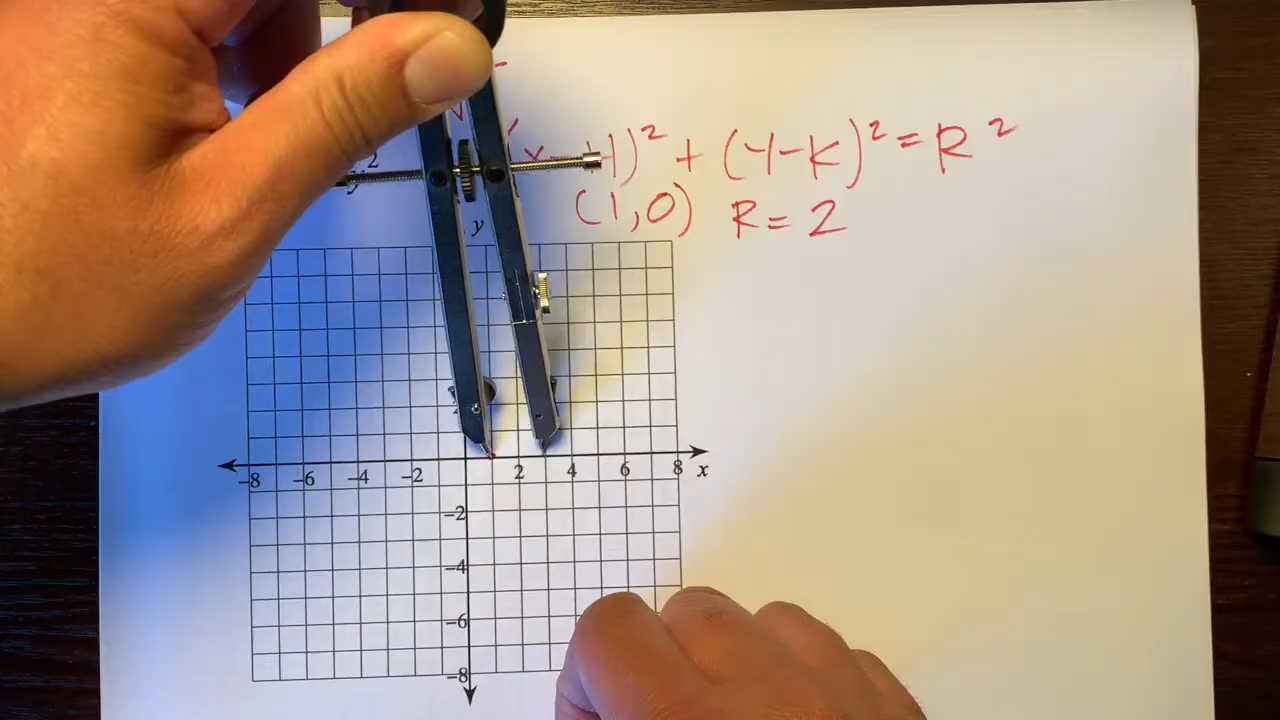 H)² + (Y-K)² = R²
(1,0) R = 2
y
-8 -6 -4 -2 2 4 6 8 x
-2
-4
-6
-8